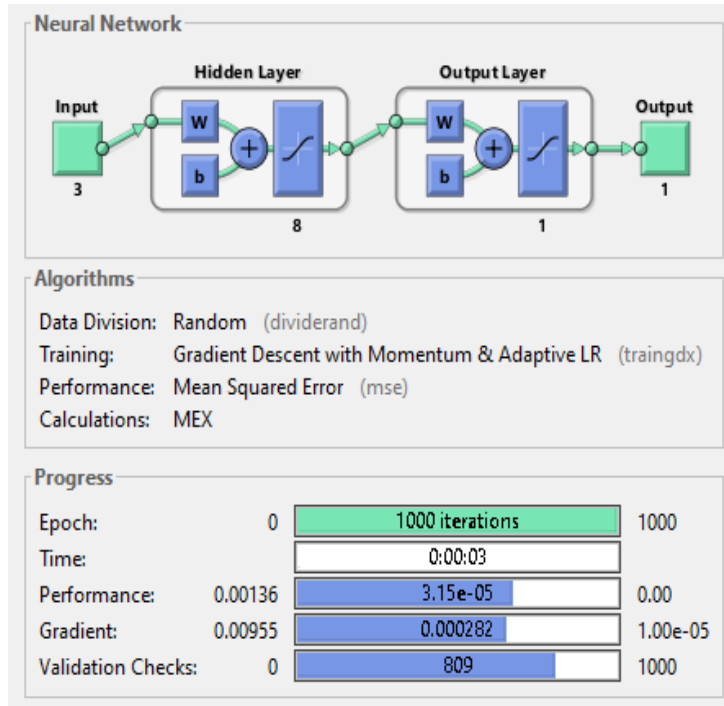 Neural Network
Hidden Layer Output Layer
Input Output
W W
+ +
b b
3 1
8 1
Algorithms
Data Division: Random (dividerand)
Training: Gradient Descent with Momentum & Adaptive LR (traingdx)
Performance: Mean Squared Error (mse)
Calculations: MEX
Progress
Epoch: 0 1000 iterations 1000
Time: 0:00:03
Performance: 0.00136 3.15e-05 0.00
Gradient: 0.00955 0.000282 1.00e-05
Validation Checks: 0 809 1000